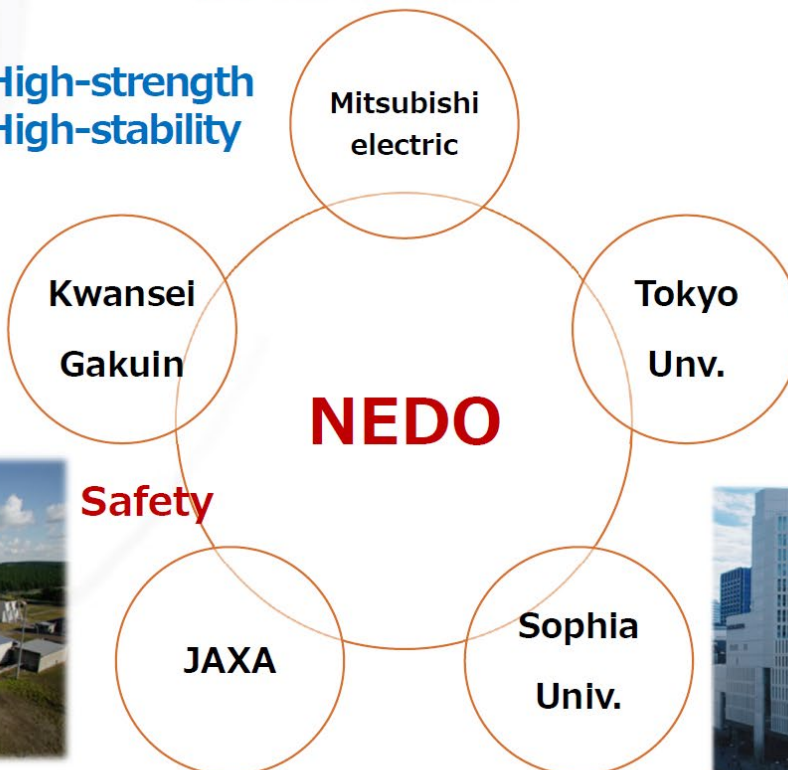 High-strength
High-stability
Mitsubishi
electric
Kwansei
Gakuin
Tokyo
Unv.
NEDO
Safety
JAXA
Sophia
Univ.